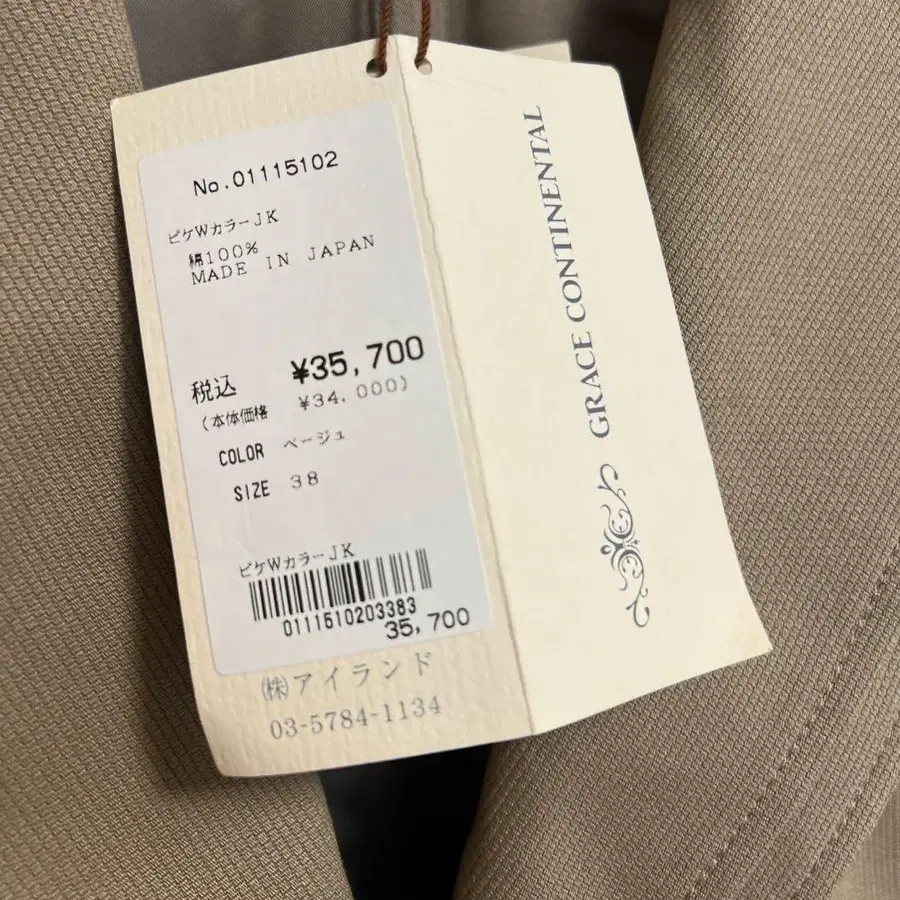 No.01115102
ピケWカラーJK
綿100%
MADE IN JAPAN
税込 ¥35,700
(本体価格 ¥34,000)
COLOR ベージュ
SIZE 38
ピケWカラーJK
0111510203383
35,700
㈱アイランド
03-5784-1134
GRACE CONTINENTAL